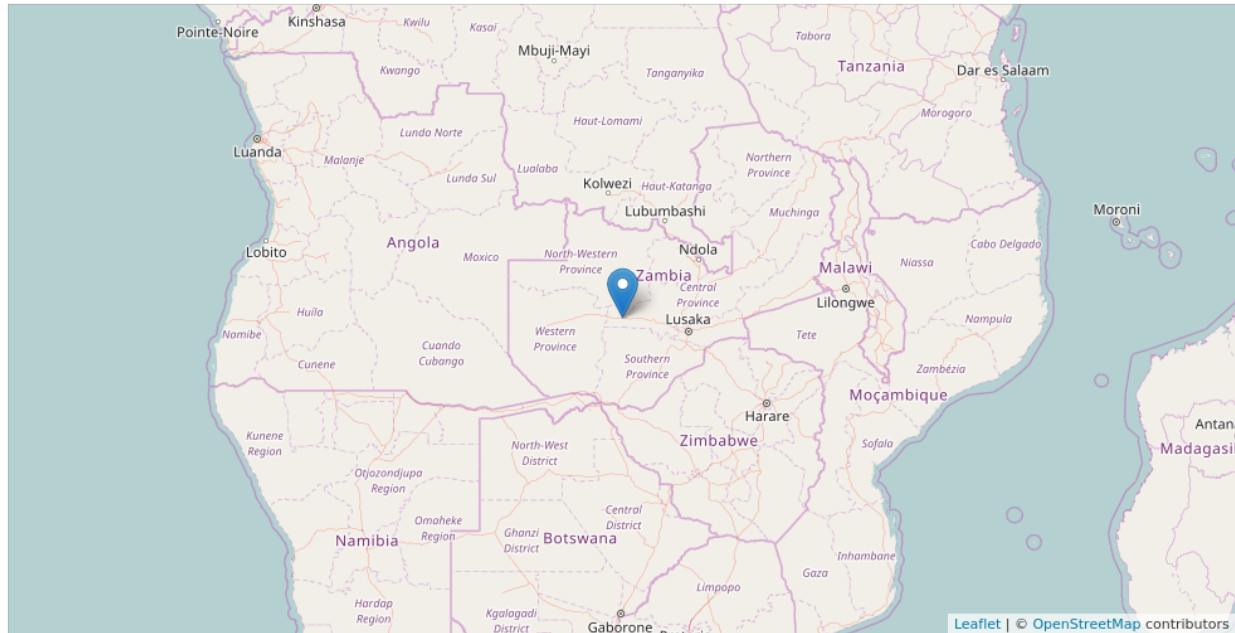 Kinshasa
Pointe-Noire
Kwilu
Kasaï
Mbuji-Mayi
Tabora
Tanzania
Dar es Salaam
Kwango
Tanganyika
Morogoro
Haut-Lomami
Luanda
Lunda Norte
Malanje
Lualaba
Northern
Province
Lunda Sul
Kolwezi
Haut-Katanga
Lubumbashi
Muchinga
Moroni
Lobito
Angola
Moxico
North-Western
Province
Ndola
Zambia
Malawi
Niassa
Cabo Delgado
Central
Province
Lilongwe
Huíla
Namibe
Lusaka
Nampula
Western
Province
Tete
Cuando
Cubango
Cunene
Southern
Province
Zambézia
Moçambique
Harare
Kunene
Region
North-West
District
Zimbabwe
Sofala
Antana
Madagasi
Otjozondjupa
Region
Omaheke
Region
Central
District
Ghanzi
District
Botswana
Namibia
Inhambane
Gaza
Limpopo
Hardap
Region
Kgalagadi
District
Gaborone
Leaflet | © OpenStreetMap contributors